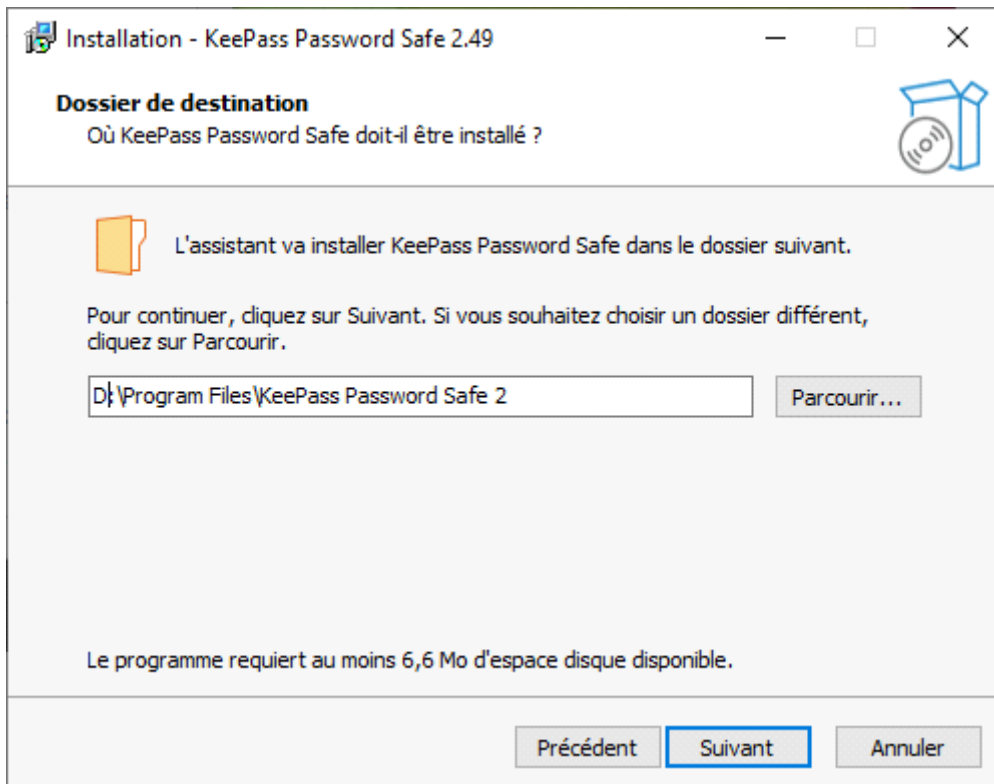 Installation - KeePass Password Safe 2.49
Dossier de destination
Où KeePass Password Safe doit-il être installé ?
L'assistant va installer KeePass Password Safe dans le dossier suivant.
Pour continuer, cliquez sur Suivant. Si vous souhaitez choisir un dossier différent,
cliquez sur Parcourir.
D:\Program Files\KeePass Password Safe 2
Parcourir...
Le programme requiert au moins 6,6 Mo d'espace disque disponible.
Précédent
Suivant
Annuler